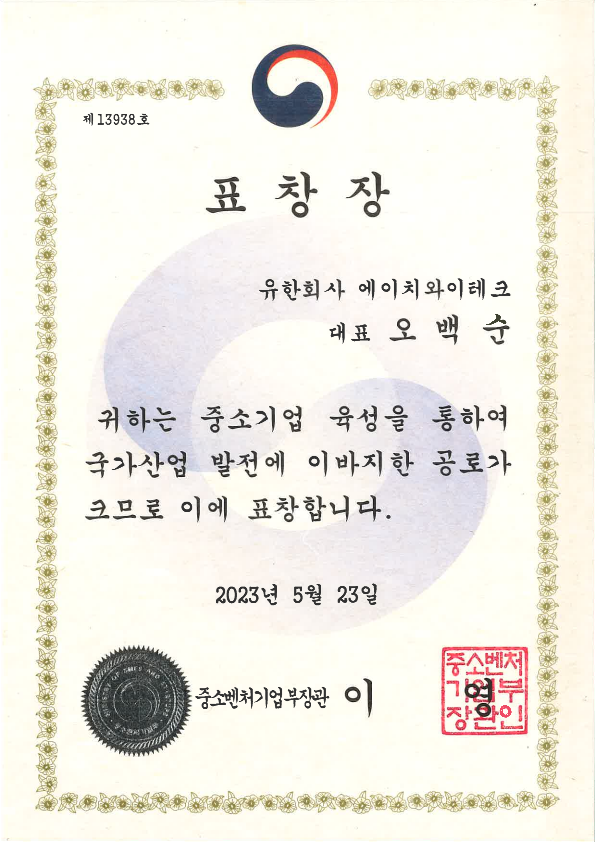 제13938호
표 창 장
유한회사 에이치와이테크
대표 오 백 순
귀하는 중소기업 육성을 통하여
국가산업 발전에 이바지한 공로가
크므로 이에 표창합니다.
2023년 5월 23일
중소벤처기업부장관 이 영
중소벤처
기업부
장관인